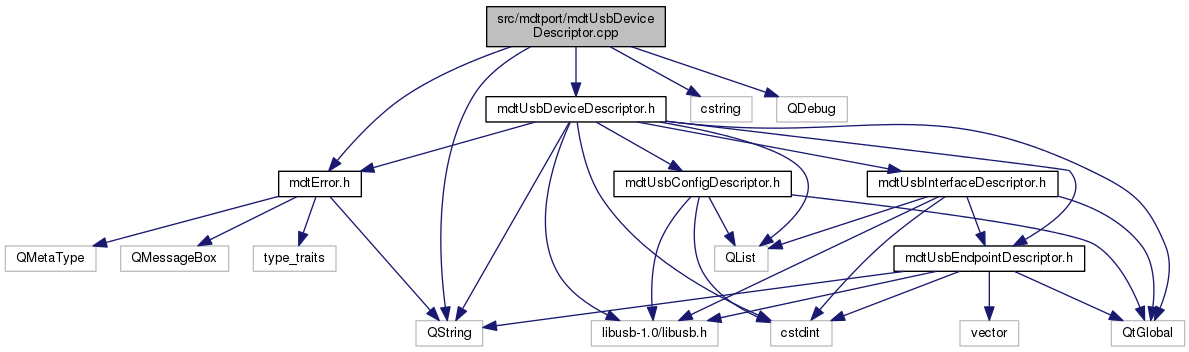 src/mdtport/mdtUsbDevice
Descriptor.cpp
mdtUsbDeviceDescriptor.h
cstring
QDebug
mdtError.h
mdtUsbConfigDescriptor.h
mdtUsbInterfaceDescriptor.h
QMetaType
QMessageBox
type_traits
QList
mdtUsbEndpointDescriptor.h
QString
libusb-1.0/libusb.h
cstdint
vector
QtGlobal